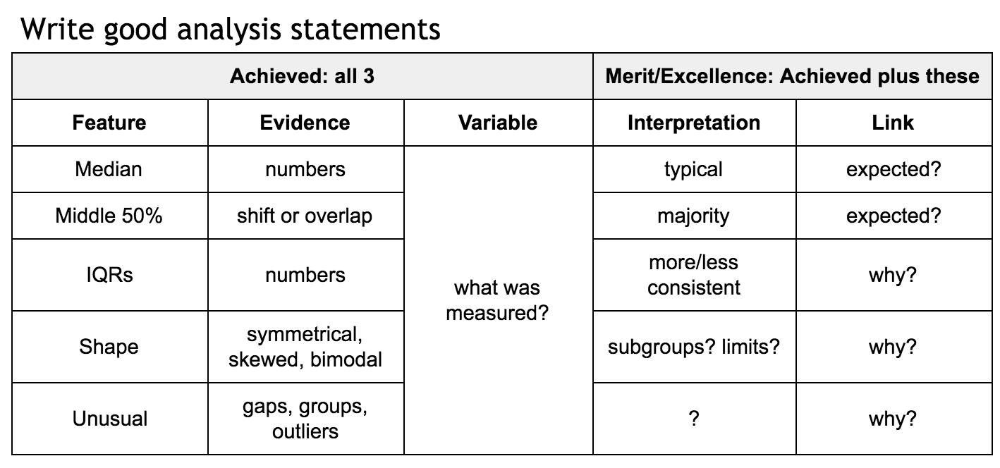 Write good analysis statements
Achieved: all 3
Merit/Excellence: Achieved plus these
Feature
Evidence
Variable
Interpretation
Link
Median
numbers
what was
measured?
typical
expected?
Middle 50%
shift or overlap
majority
expected?
IQRs
numbers
more/less
consistent
why?
Shape
symmetrical,
skewed, bimodal
subgroups? limits?
why?
Unusual
gaps, groups,
outliers
?
why?